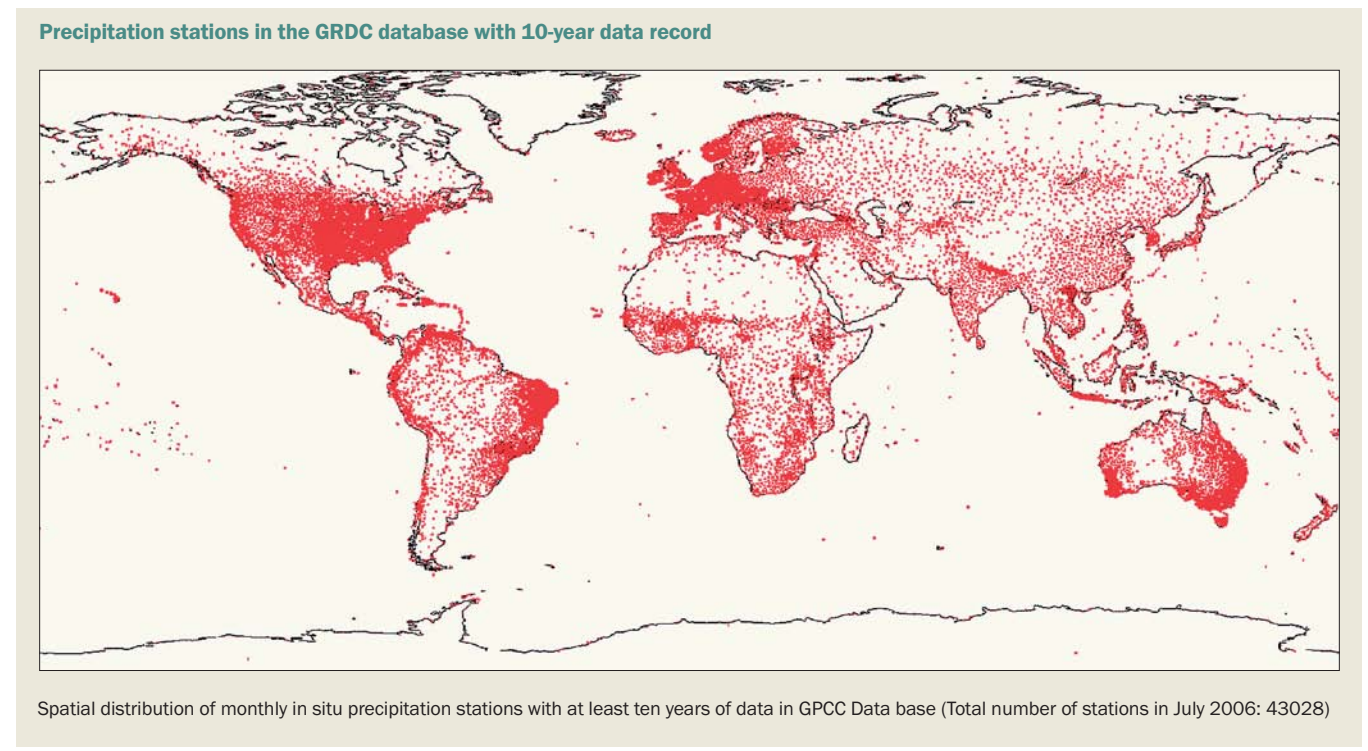 Precipitation stations in the GRDC database with 10-year data record
Spatial distribution of monthly in situ precipitation stations with at least ten years of data in GPCC Data base (Total number of stations in July 2006: 43028)